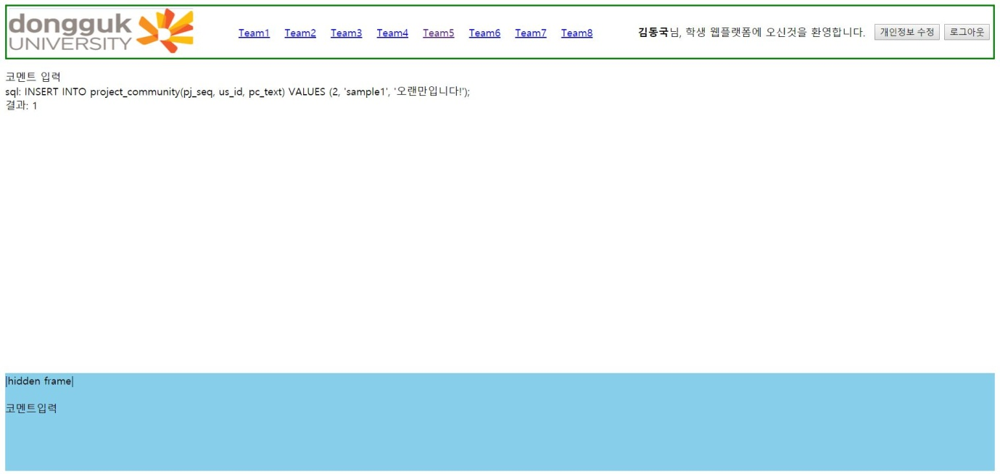 dongguk
UNIVERSITY
Team1 Team2 Team3 Team4 Team5 Team6 Team7 Team8
김동국님, 학생 웹플랫폼에 오신것을 환영합니다. 개인정보 수정 로그아웃
코멘트 입력
sql: INSERT INTO project_community(pj_seq, us_id, pc_text) VALUES (2, 'sample1', '오랜만입니다!');
결과: 1
|hidden frame|
코멘트입력